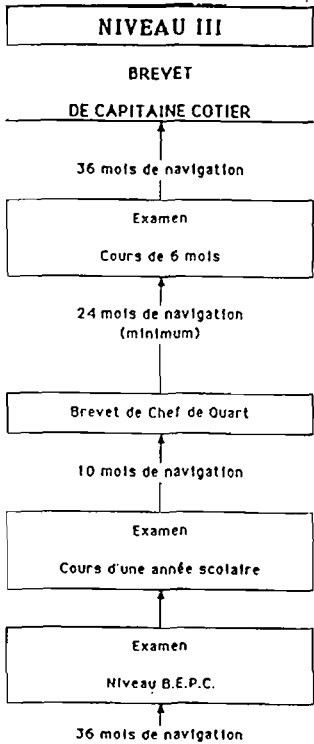 NIVEAU III
BREVET
DE CAPITAINE COTIER
36 mois de navigation
Examen
Cours de 6 mois
24 mois de navigation
(minimum)
Brevet de Chef de Quart
10 mois de navigation
Examen
Cours d'une année scolaire
Examen
Niveau B.E.P.C.
36 mois de navigation